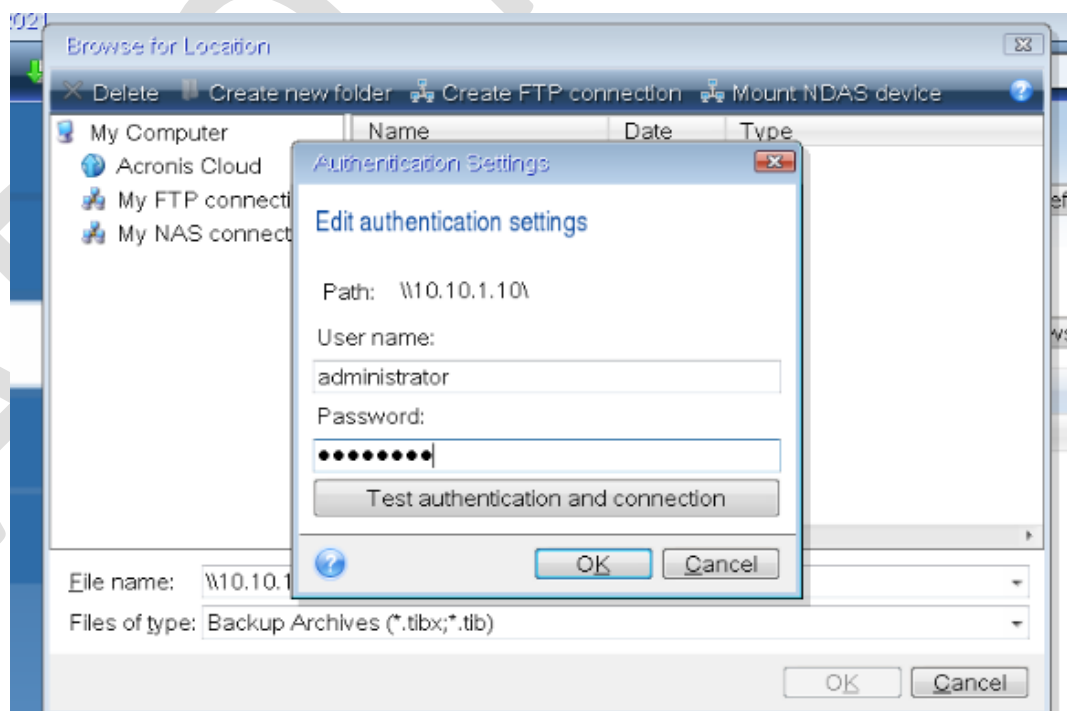 2021
Browse for Location
Delete Create new folder Create FTP connection Mount NDAS device
My Computer
Name Date Type
Acronis Cloud
My FTP connecti
My NAS connect
Authentication Settings
Edit authentication settings
Path: \\10.10.1.10\
User name:
administrator
Password:
••••••••
Test authentication and connection
OK Cancel
File name: \\10.10.1
Files of type: Backup Archives (*.tibx;*.tib)
OK Cancel